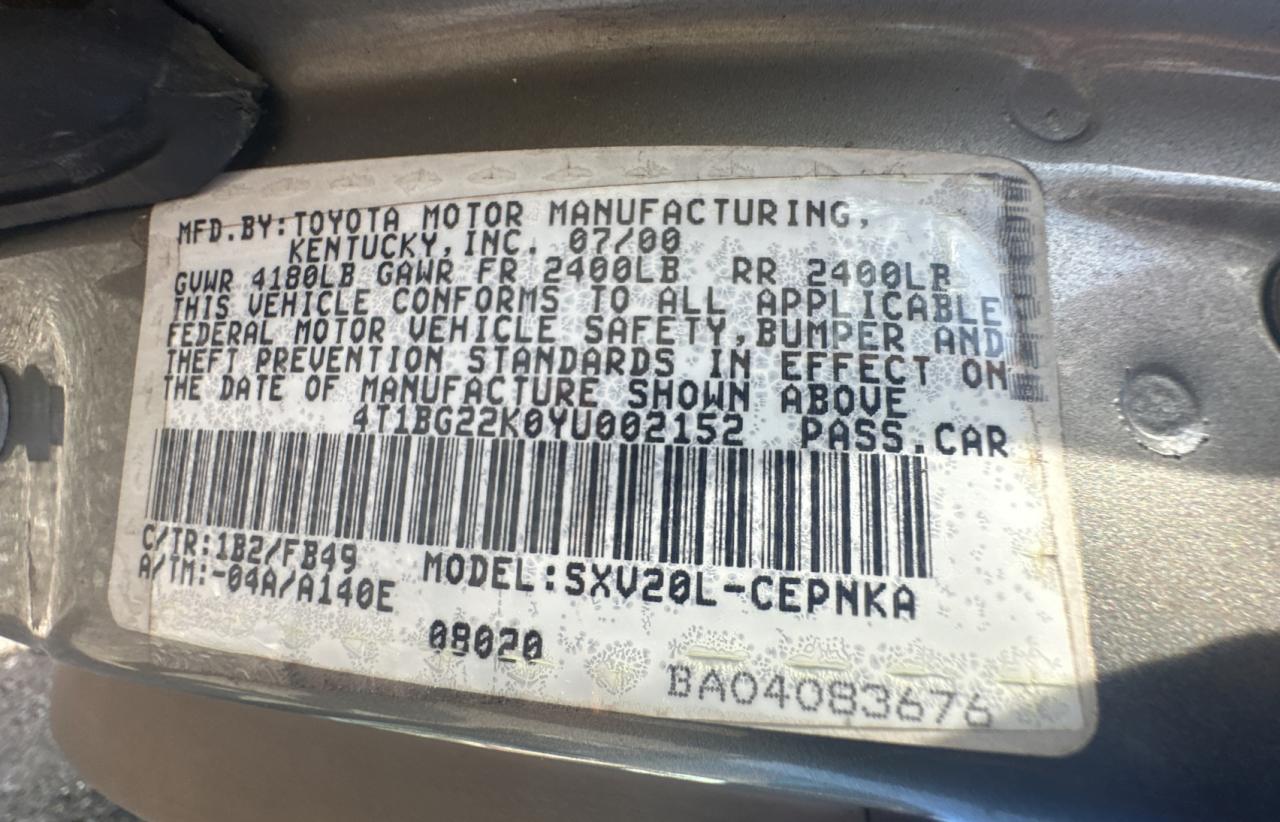 MFD.BY:TOYOTA MOTOR MANUFACTURING,
KENTUCKY,INC. 07/00
GVWR 4180LB GAWR FR 2400LB RR 2400LB
THIS VEHICLE CONFORMS TO ALL APPLICABLE
FEDERAL MOTOR VEHICLE SAFETY,BUMPER AND
THEFT PREVENTION STANDARDS IN EFFECT ON
THE DATE OF MANUFACTURE SHOWN ABOVE
4T1BG22K0YU002152 PASS.CAR
C/TR:1B2/FB49
A/TM:-04A/A140E
MODEL:SXV20L-CEPNKA
08020
BA04083676